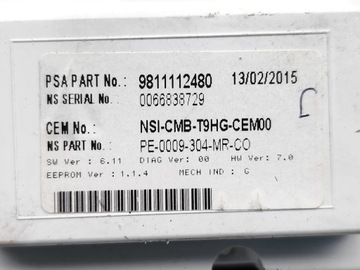 PSA PART No.: 9811112480 13/02/2015
NS SERIAL No.: 0066838729
CEM No.: NSI-CMB-T9HG-CEM00
NS PART No.: PE-0009-304-MR-CO
SW Ver : 6.11 DIAG Ver: 00 HW Ver: 7.0
EEPROM Ver : 1.1.4 MECH IND : G